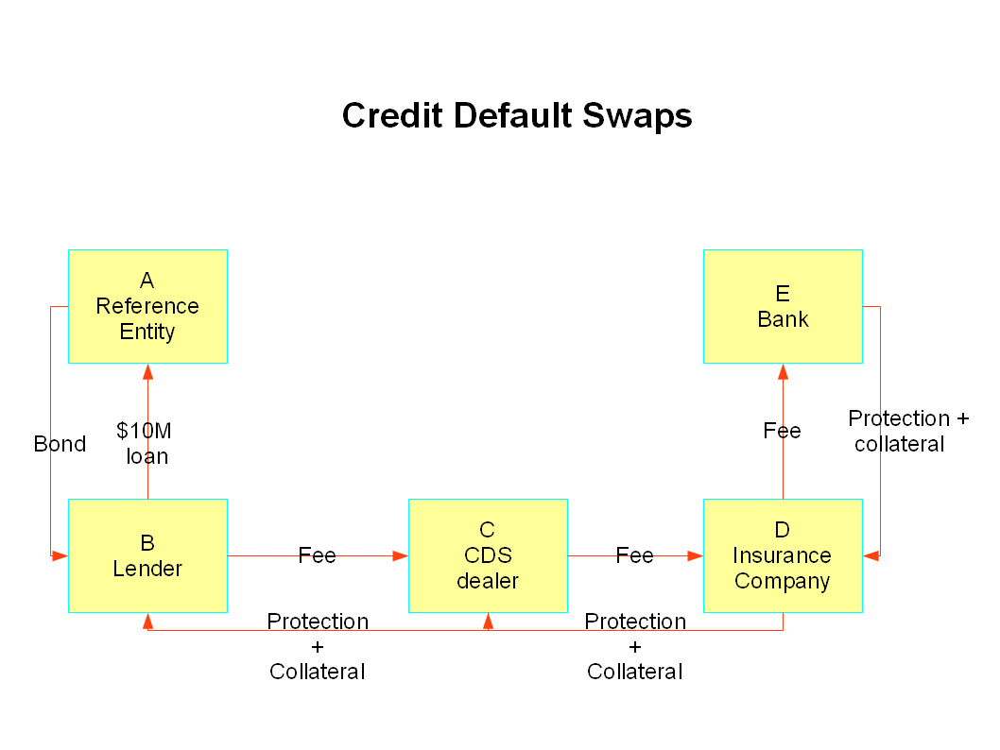 Credit Default Swaps
A
Reference
Entity
E
Bank
Bond
$10M
loan
Fee
Protection +
collateral
B
Lender
Fee
C
CDS
dealer
Fee
D
Insurance
Company
Protection
+
Collateral
Protection
+
Collateral